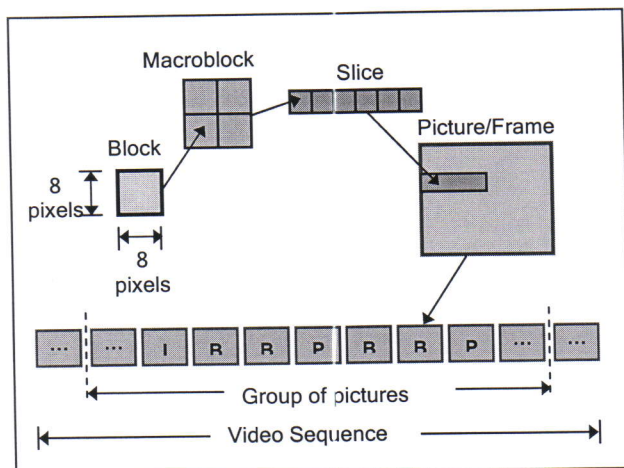 Macroblock
Slice
Picture/Frame
Block
8
pixels
8
pixels
... ... I R R P R R P ... ...
Group of pictures
Video Sequence